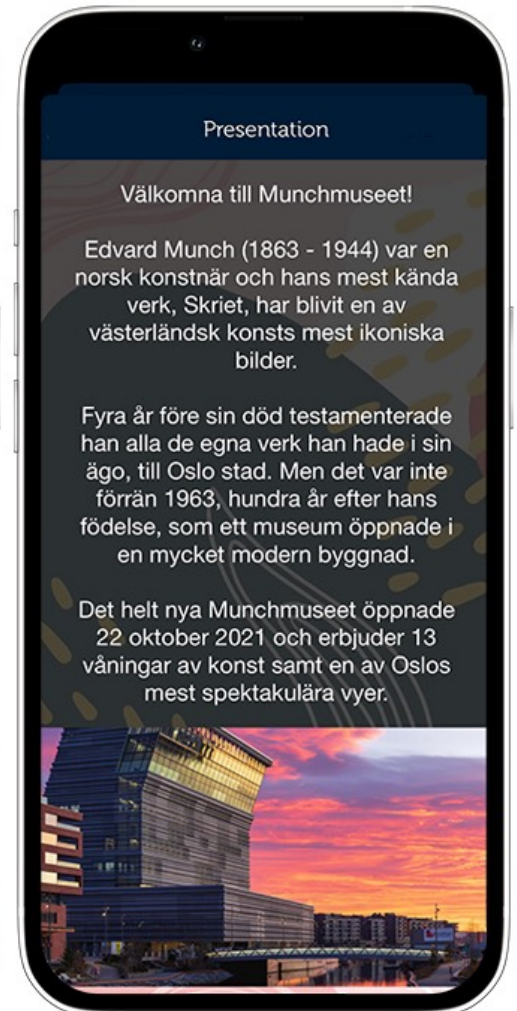 Presentation
Välkomna till Munchmuseet!
Edvard Munch (1863 - 1944) var en
norsk konstnär och hans mest kända
verk, Skriet, har blivit en av
västerländsk konsts mest ikoniska
bilder.
Fyra år före sin död testamenterade
han alla de egna verk han hade i sin
ägo, till Oslo stad. Men det var inte
förrän 1963, hundra år efter hans
födelse, som ett museum öppnade i
en mycket modern byggnad.
Det helt nya Munchmuseet öppnade
22 oktober 2021 och erbjuder 13
våningar av konst samt en av Oslos
mest spektakulära vyer.